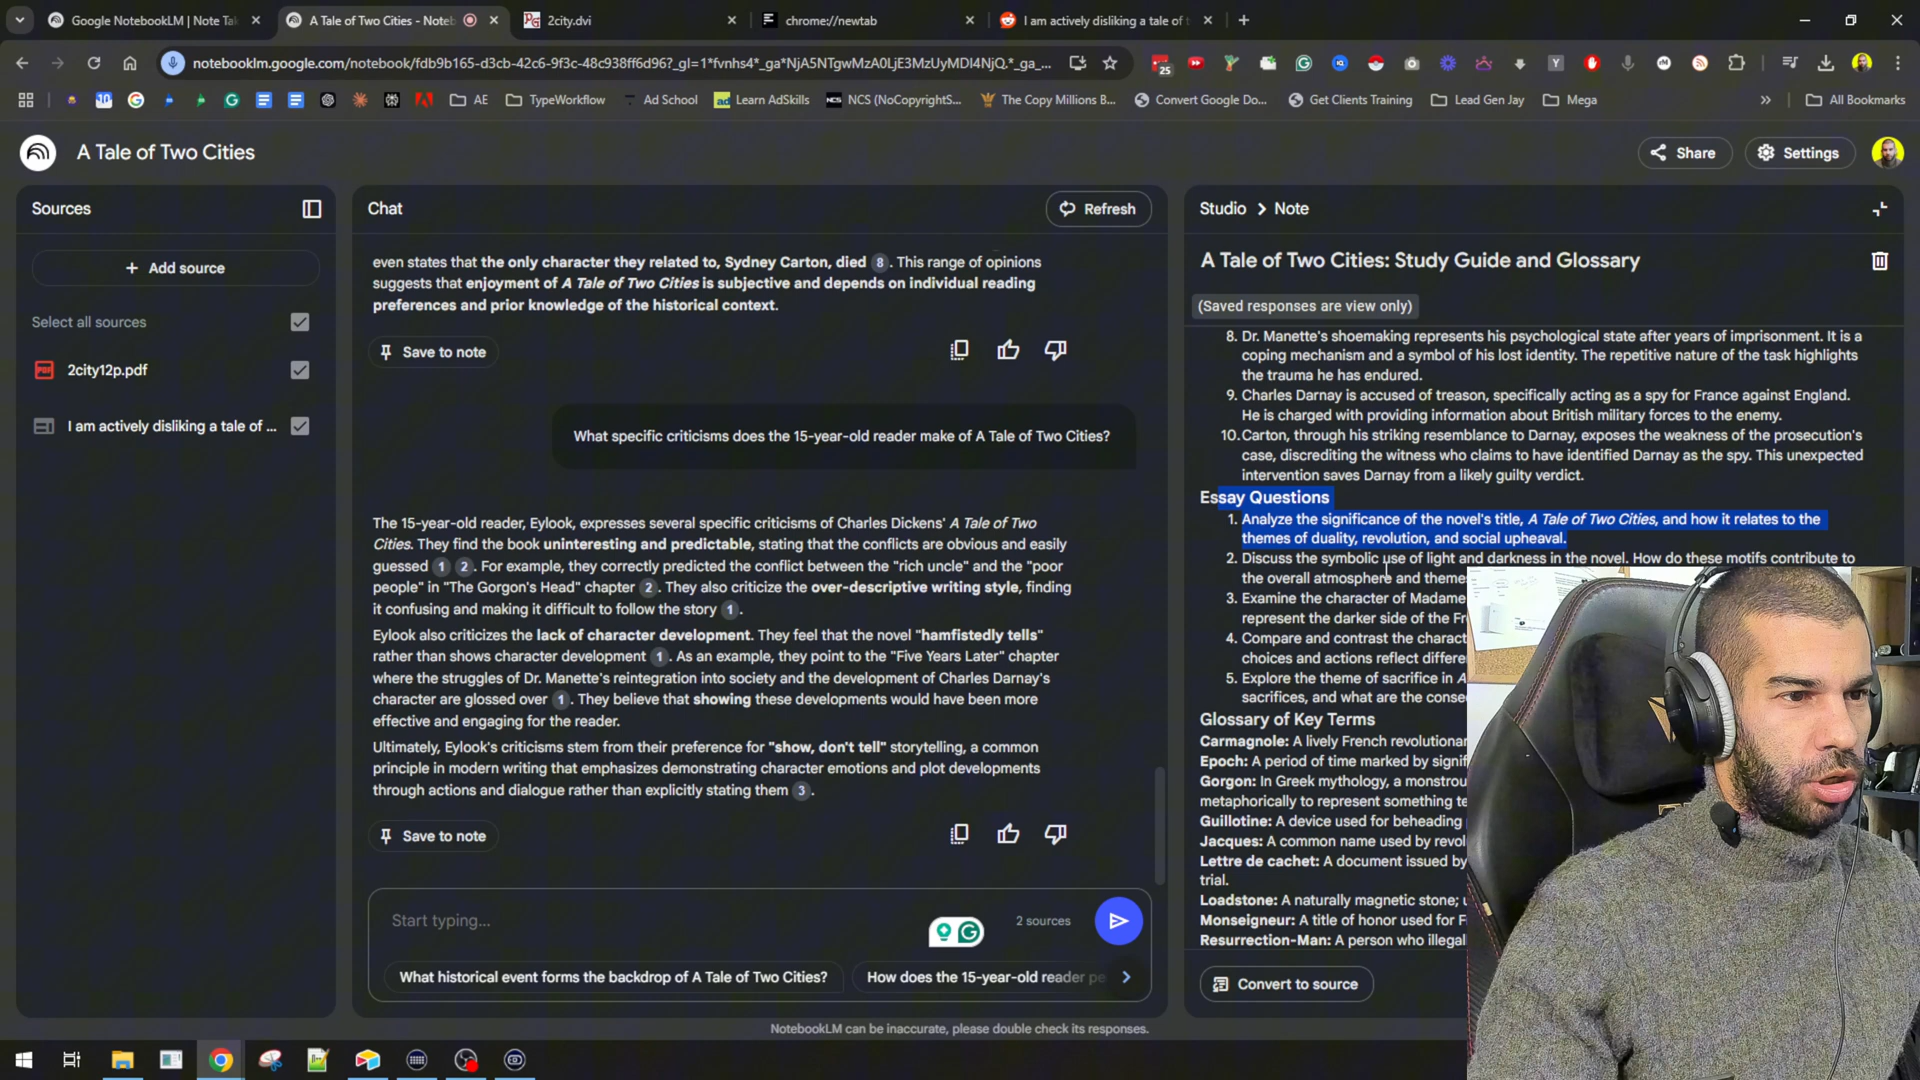 Google NotebookLM | Note Tak
A Tale of Two Cities - Noteb
2city.dvi
chrome://newtab
I am actively disliking a tale of t
notebooklm.google.com/notebook/fdb9b165-d3cb-42c6-9f3c-48c938ff6d96?_gl=1*fvnhs4*_ga*NjA5NTgwMzA0LjE3MzUyMDI4NjQ.*_ga_...
25
AE
TypeWorkflow
Ad School
Learn AdSkills
NCS (NoCopyrightS...
The Copy Millions B...
Convert Google Do...
Get Clients Training
Lead Gen Jay
Mega
All Bookmarks
A Tale of Two Cities
Share
Settings
Sources
Add source
Select all sources
2city12p.pdf
I am actively disliking a tale of ...
Chat
Refresh
even states that the only character they related to, Sydney Carton, died 8 . This range of opinions
suggests that enjoyment of A Tale of Two Cities is subjective and depends on individual reading
preferences and prior knowledge of the historical context.
Save to note
What specific criticisms does the 15-year-old reader make of A Tale of Two Cities?
The 15-year-old reader, Eylook, expresses several specific criticisms of Charles Dickens' A Tale of Two
Cities. They find the book uninteresting and predictable, stating that the conflicts are obvious and easily
guessed 1 2 . For example, they correctly predicted the conflict between the "rich uncle" and the "poor
people" in "The Gorgon's Head" chapter 2 . They also criticize the over-descriptive writing style, finding
it confusing and making it difficult to follow the story 1 .
Eylook also criticizes the lack of character development. They feel that the novel "hamfistedly tells"
rather than shows character development 1 . As an example, they point to the "Five Years Later" chapter
where the struggles of Dr. Manette's reintegration into society and the development of Charles Darnay's
character are glossed over 1 . They believe that showing these developments would have been more
effective and engaging for the reader.
Ultimately, Eylook's criticisms stem from their preference for "show, don't tell" storytelling, a common
principle in modern writing that emphasizes demonstrating character emotions and plot developments
through actions and dialogue rather than explicitly stating them 3 .
Save to note
Start typing...
2 sources
What historical event forms the backdrop of A Tale of Two Cities?
How does the 15-year-old reader pe
NotebookLM can be inaccurate, please double check its responses.
Studio > Note
A Tale of Two Cities: Study Guide and Glossary
(Saved responses are view only)
8. Dr. Manette's shoemaking represents his psychological state after years of imprisonment. It is a
coping mechanism and a symbol of his lost identity. The repetitive nature of the task highlights
the trauma he has endured.
9. Charles Darnay is accused of treason, specifically acting as a spy for France against England.
He is charged with providing information about British military forces to the enemy.
10. Carton, through his striking resemblance to Darnay, exposes the weakness of the prosecution's
case, discrediting the witness who claims to have identified Darnay as the spy. This unexpected
intervention saves Darnay from a likely guilty verdict.
Essay Questions
1. Analyze the significance of the novel's title, A Tale of Two Cities, and how it relates to the
themes of duality, revolution, and social upheaval.
2. Discuss the symbolic use of light and darkness in the novel. How do these motifs contribute to
the overall atmosphere and themes
3. Examine the character of Madame
represent the darker side of the Fr
4. Compare and contrast the charact
choices and actions reflect differe
5. Explore the theme of sacrifice in A
sacrifices, and what are the conse
Glossary of Key Terms
Carmagnole: A lively French revolutionar
Epoch: A period of time marked by signif
Gorgon: In Greek mythology, a monstrou
metaphorically to represent something te
Guillotine: A device used for beheading
Jacques: A common name used by revol
Lettre de cachet: A document issued by
trial.
Loadstone: A naturally magnetic stone; u
Monseigneur: A title of honor used for F
Resurrection-Man: A person who illegall
Convert to source